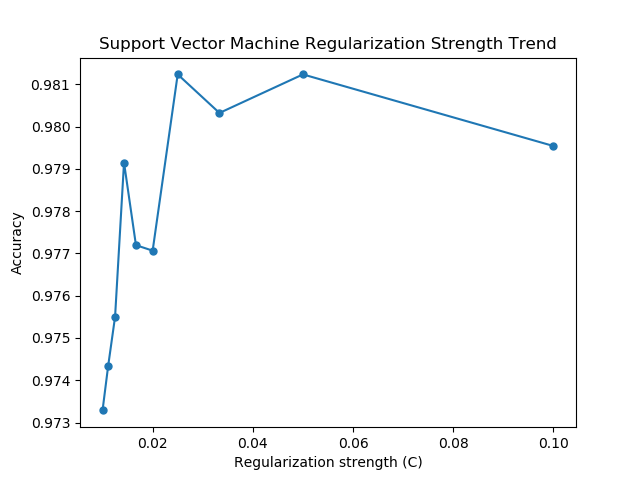 Support Vector Machine Regularization Strength Trend
0.981
0.980
0.979
0.978
0.977
0.976
0.975
0.974
0.973
Accuracy
0.02 0.04 0.06 0.08 0.10
Regularization strength (C)